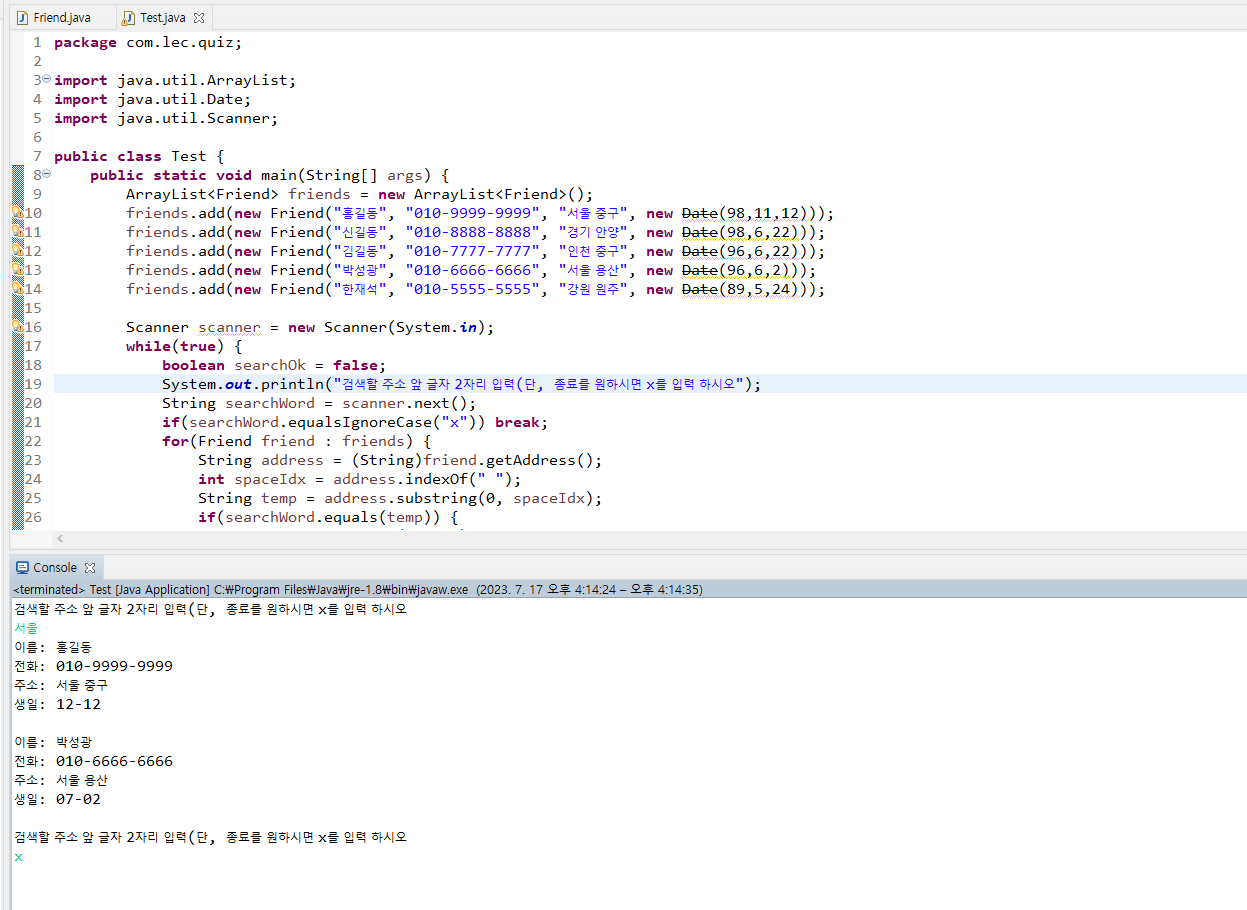 Friend.java Test.java
1 package com.lec.quiz;
2
3 import java.util.ArrayList;
4 import java.util.Date;
5 import java.util.Scanner;
6
7 public class Test {
8 public static void main(String[] args) {
9 ArrayList<Friend> friends = new ArrayList<Friend>();
10 friends.add(new Friend("홍길동", "010-9999-9999", "서울 중구", new Date(98,11,12)));
11 friends.add(new Friend("신길동", "010-8888-8888", "경기 안양", new Date(98,6,22)));
12 friends.add(new Friend("김길동", "010-7777-7777", "인천 중구", new Date(96,6,22)));
13 friends.add(new Friend("박성광", "010-6666-6666", "서울 용산", new Date(96,6,2)));
14 friends.add(new Friend("한재석", "010-5555-5555", "강원 원주", new Date(89,5,24)));
15
16 Scanner scanner = new Scanner(System.in);
17 while(true) {
18 boolean searchOk = false;
19 System.out.println("검색할 주소 앞 글자 2자리 입력(단, 종료를 원하시면 x를 입력 하시오");
20 String searchWord = scanner.next();
21 if(searchWord.equalsIgnoreCase("x")) break;
22 for(Friend friend : friends) {
23 String address = (String)friend.getAddress();
24 int spaceIdx = address.indexOf(" ");
25 String temp = address.substring(0, spaceIdx);
26 if(searchWord.equals(temp)) {
Console
<terminated> Test [Java Application] C:₩Program Files₩Java₩jre-1.8₩bin₩javaw.exe (2023. 7. 17 오후 4:14:24 – 오후 4:14:35)
검색할 주소 앞 글자 2자리 입력(단, 종료를 원하시면 x를 입력 하시오
서울
이름: 홍길동
전화: 010-9999-9999
주소: 서울 중구
생일: 12-12
이름: 박성광
전화: 010-6666-6666
주소: 서울 용산
생일: 07-02
검색할 주소 앞 글자 2자리 입력(단, 종료를 원하시면 x를 입력 하시오
x